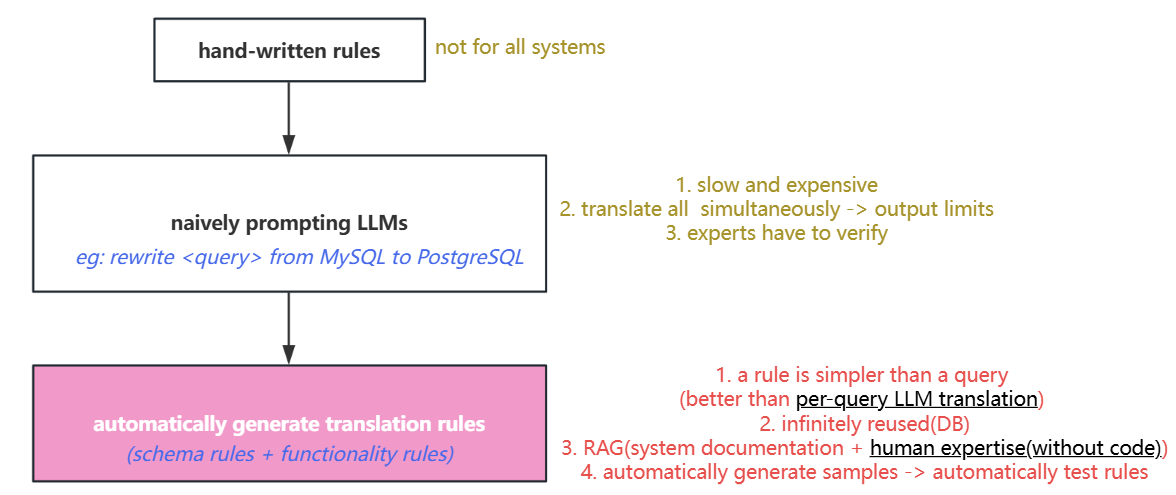 hand-written rules
not for all systems
naively prompting LLMs
eg: rewrite <query> from MySQL to PostgreSQL
1. slow and expensive
2. translate all simultaneously -> output limits
3. experts have to verify
automatically generate translation rules
(schema rules + functionality rules)
1. a rule is simpler than a query
(better than per-query LLM translation)
2. infinitely reused(DB)
3. RAG(system documentation + human expertise(without code))
4. automatically generate samples -> automatically test rules